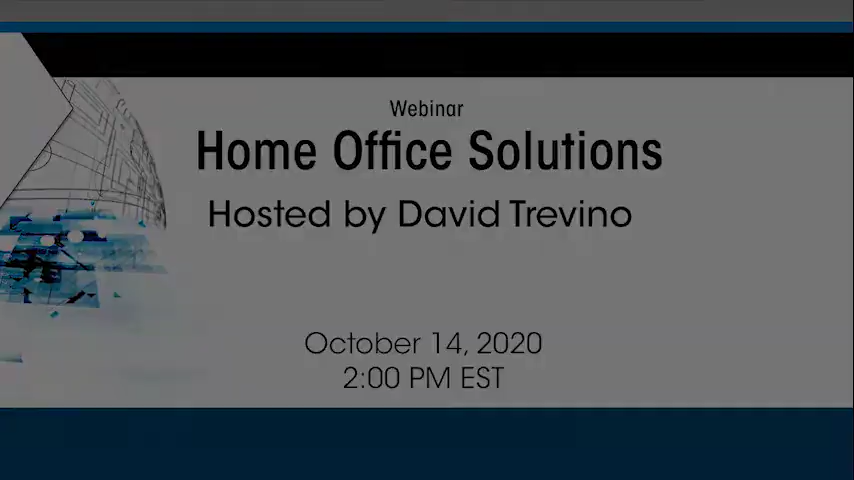 Webinar
Home Office Solutions
Hosted by David Trevino
October 14, 2020
2:00 PM EST